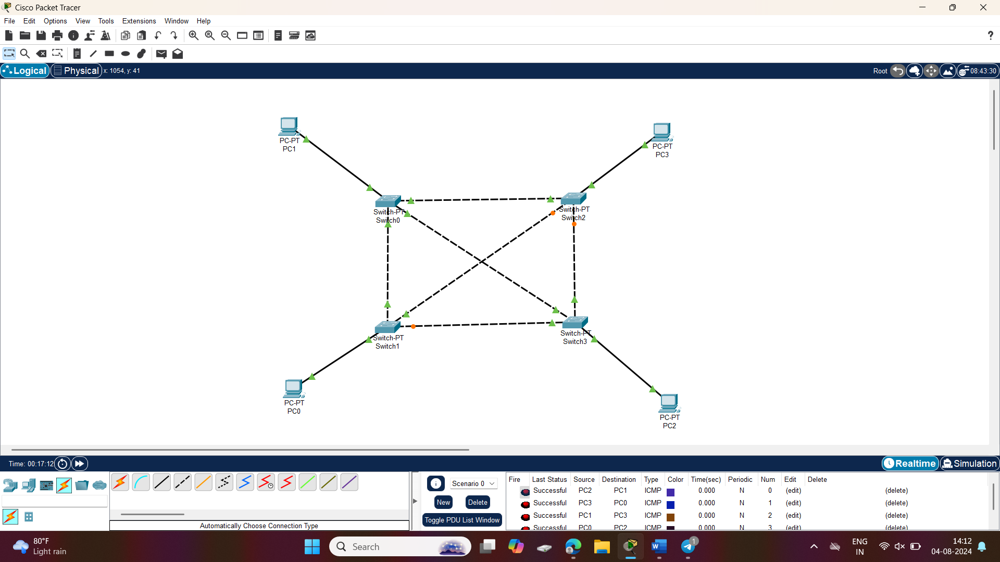 Cisco Packet Tracer
File Edit Options View Tools Extensions Window Help
Logical Physical x: 1054, y: 41 Root 08:43:30
PC-PT
PC1
PC-PT
PC3
Switch-PT
Switch0
Switch-PT
Switch2
Switch-PT
Switch1
Switch-PT
Switch3
PC-PT
PC0
PC-PT
PC2
Time: 00:17:12 Realtime Simulation
Scenario 0
New Delete
Toggle PDU List Window
Automatically Choose Connection Type
Fire Last Status Source Destination Type Color Time(sec) Periodic Num Edit Delete
Successful PC2 PC1 ICMP 0.000 N 0 (edit) (delete)
Successful PC3 PC0 ICMP 0.000 N 1 (edit) (delete)
Successful PC1 PC3 ICMP 0.000 N 2 (edit) (delete)
Successful PC0 PC2 ICMP 0.000 N 3 (edit) (delete)
80°F
Light rain
Search
1
ENG
IN
14:12
04-08-2024